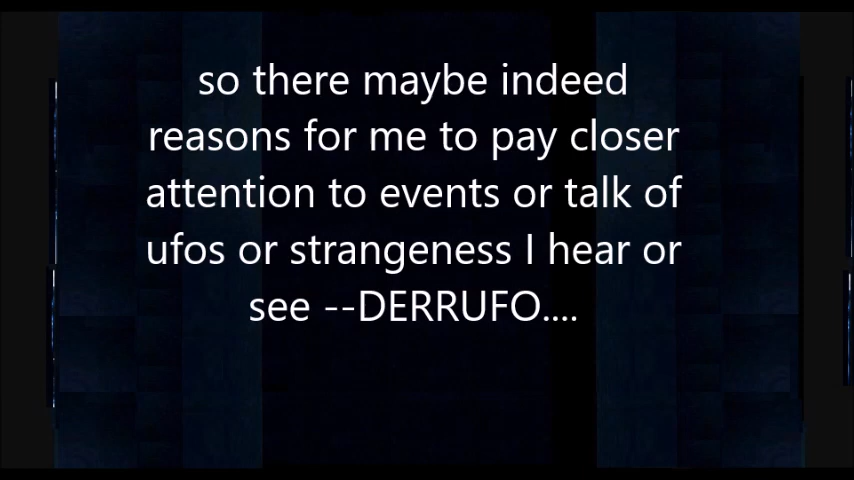 so there maybe indeed
reasons for me to pay closer
attention to events or talk of
ufos or strangeness I hear or
see --DERRUFO....